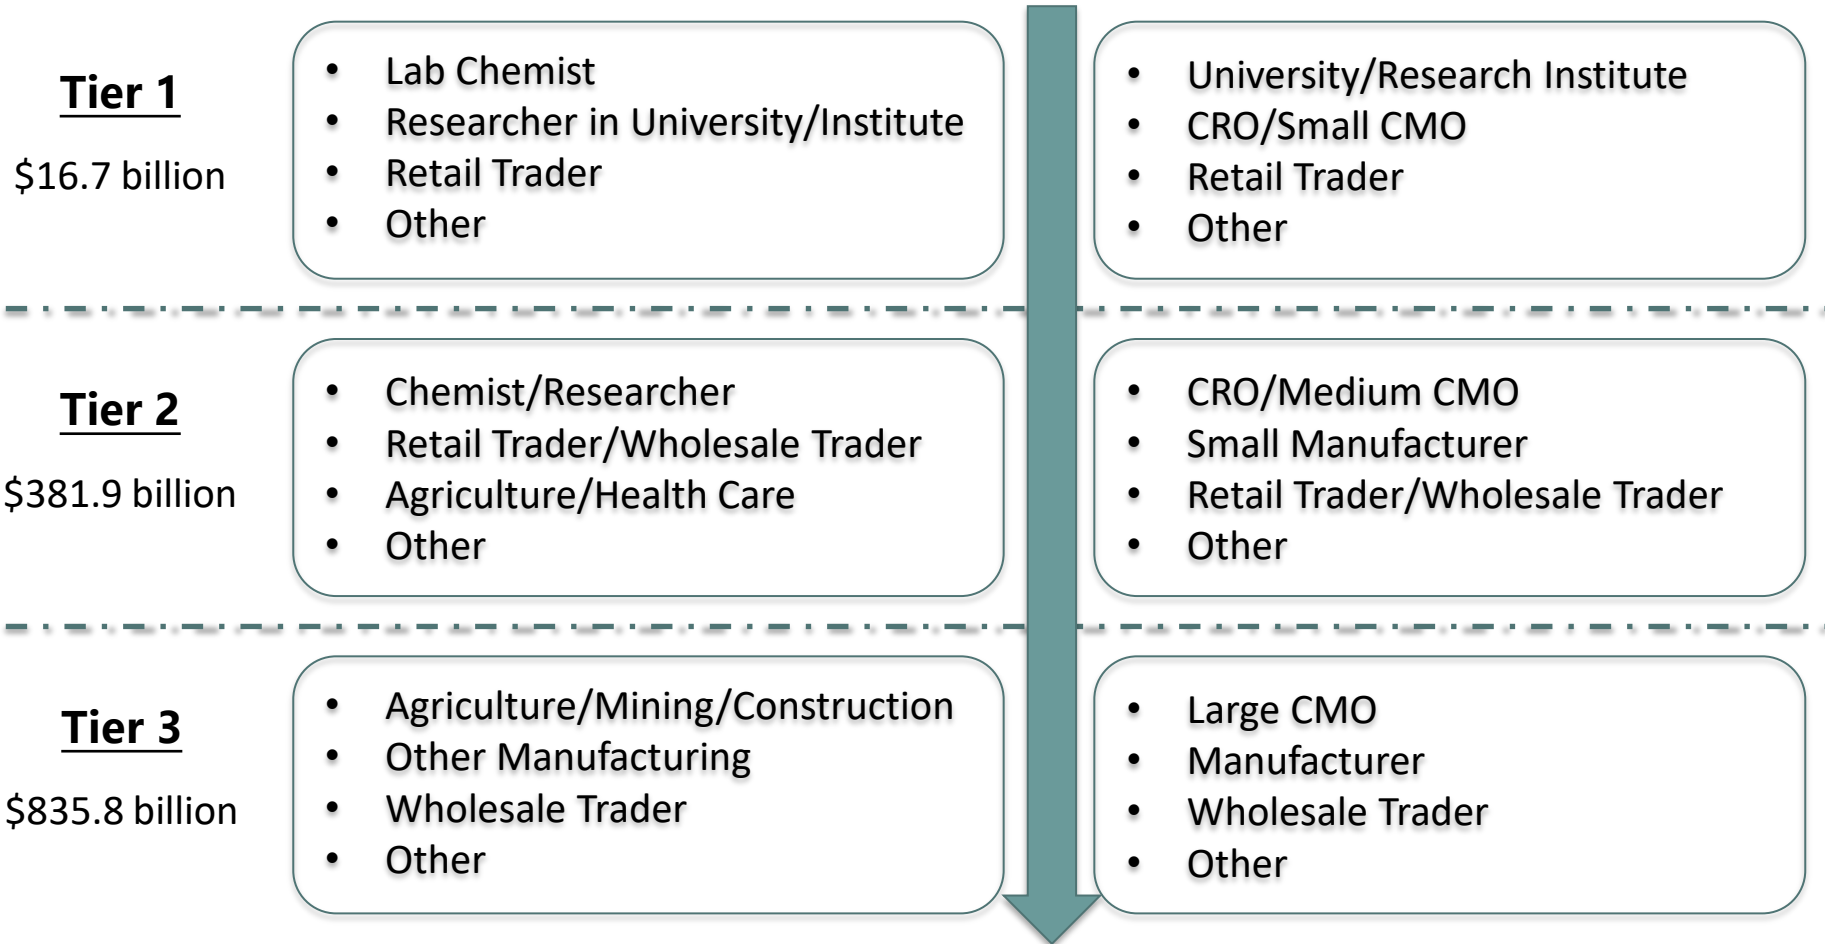 Tier 1
$16.7 billion
• Lab Chemist
• Researcher in University/Institute
• Retail Trader
• Other
• University/Research Institute
• CRO/Small CMO
• Retail Trader
• Other
Tier 2
$381.9 billion
• Chemist/Researcher
• Retail Trader/Wholesale Trader
• Agriculture/Health Care
• Other
• CRO/Medium CMO
• Small Manufacturer
• Retail Trader/Wholesale Trader
• Other
Tier 3
$835.8 billion
• Agriculture/Mining/Construction
• Other Manufacturing
• Wholesale Trader
• Other
• Large CMO
• Manufacturer
• Wholesale Trader
• Other